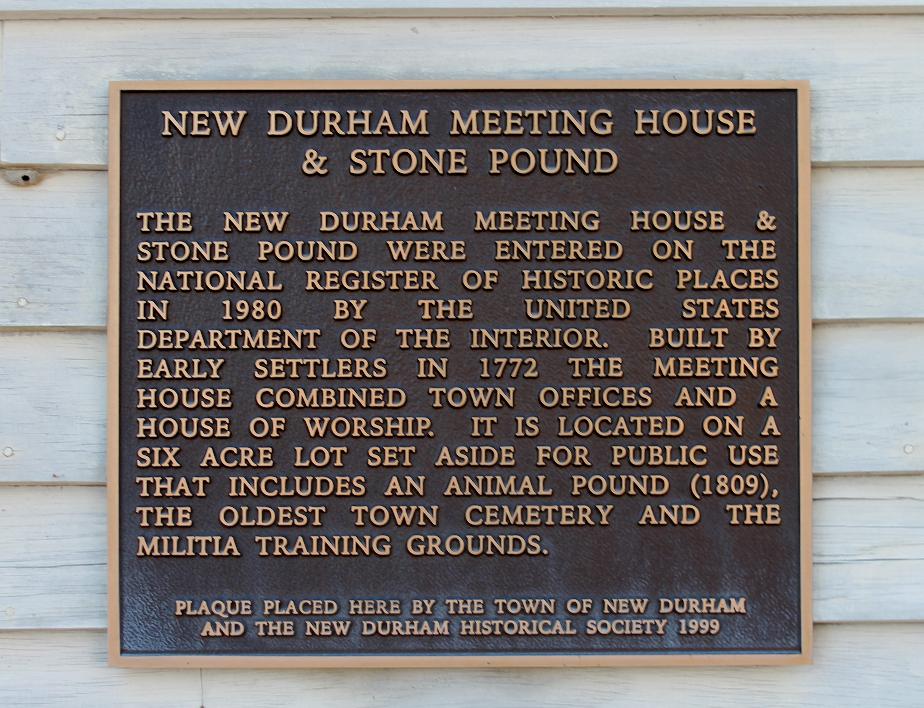 NEW DURHAM MEETING HOUSE
& STONE POUND
THE NEW DURHAM MEETING HOUSE &
STONE POUND WERE ENTERED ON THE
NATIONAL REGISTER OF HISTORIC PLACES
IN 1980 BY THE UNITED STATES
DEPARTMENT OF THE INTERIOR. BUILT BY
EARLY SETTLERS IN 1772 THE MEETING
HOUSE COMBINED TOWN OFFICES AND A
HOUSE OF WORSHIP. IT IS LOCATED ON A
SIX ACRE LOT SET ASIDE FOR PUBLIC USE
THAT INCLUDES AN ANIMAL POUND (1809),
THE OLDEST TOWN CEMETERY AND THE
MILITIA TRAINING GROUNDS.
PLAQUE PLACED HERE BY THE TOWN OF NEW DURHAM
AND THE NEW DURHAM HISTORICAL SOCIETY 1999